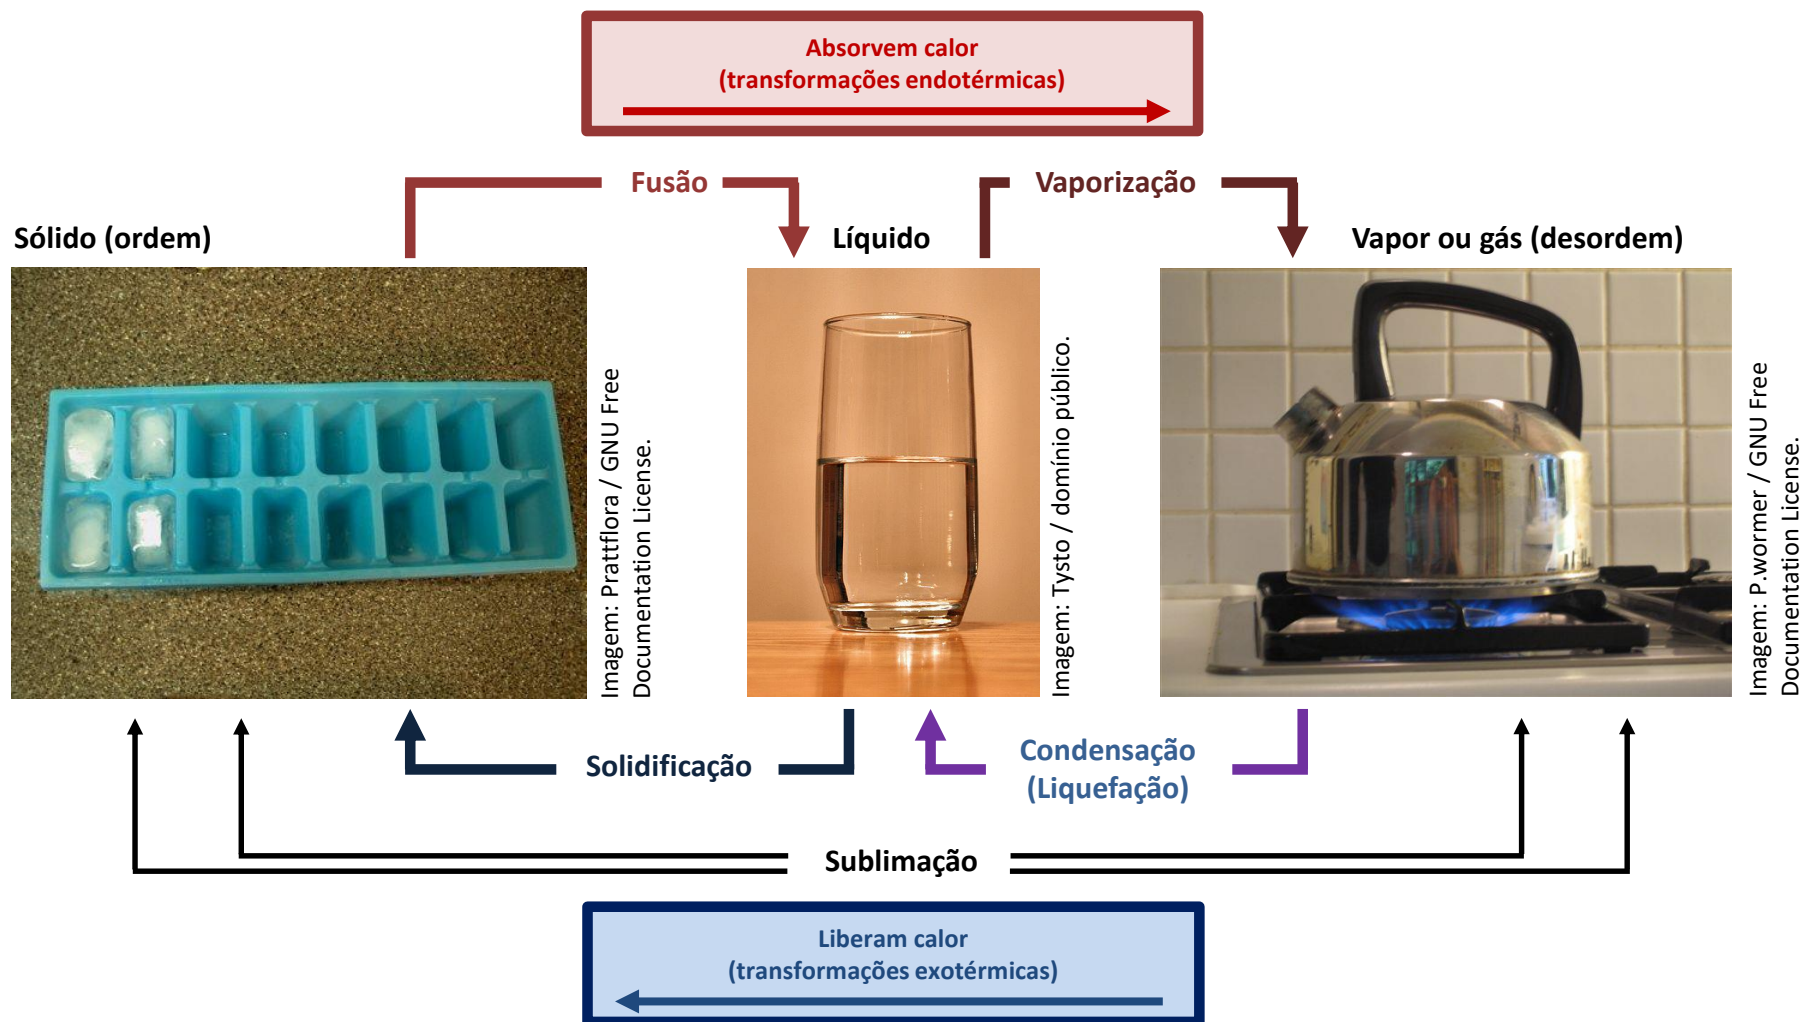 Absorvem calor
(transformações endotérmicas)
Fusão
Vaporização
Sólido (ordem)
Líquido
Vapor ou gás (desordem)
Imagem: Prattflora / GNU Free
Documentation License.
Imagem: Tysto / domínio público.
Imagem: P.wormer / GNU Free
Documentation License.
Solidificação
Condensação
(Liquefação)
Sublimação
Liberam calor
(transformações exotérmicas)